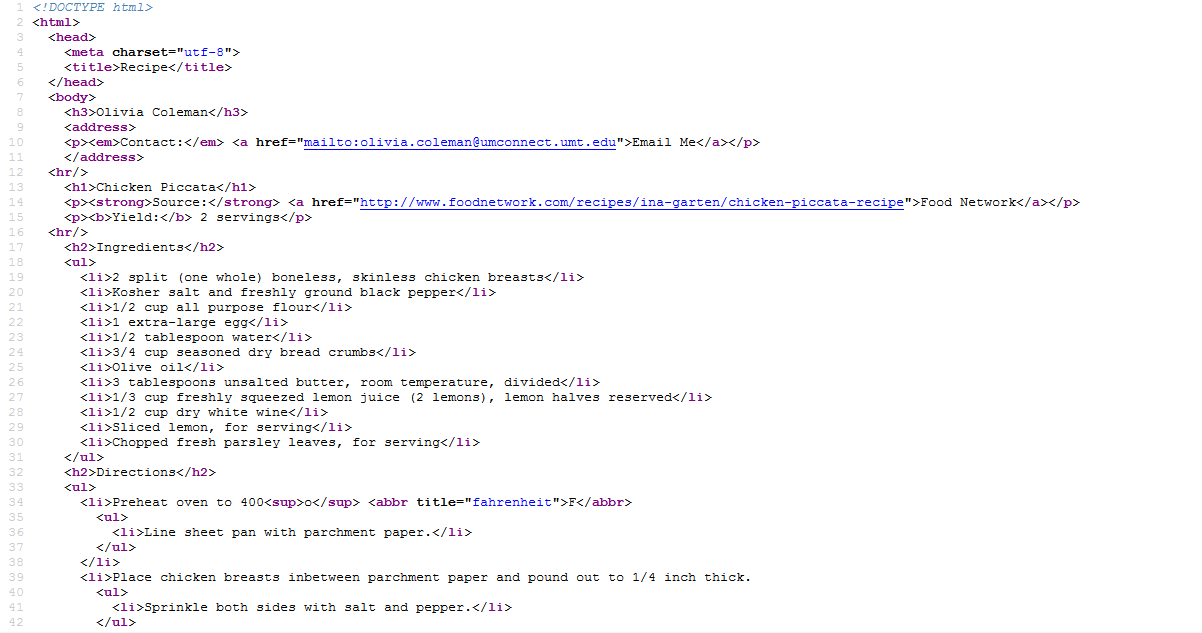 1 <!DOCTYPE html>
2 <html>
3 <head>
4 <meta charset="utf-8">
5 <title>Recipe</title>
6 </head>
7 <body>
8 <h3>Olivia Coleman</h3>
9 <address>
10 <p><em>Contact:</em> <a href="mailto:olivia.coleman@umconnect.umt.edu">Email Me</a></p>
11 </address>
12 <hr/>
13 <h1>Chicken Piccata</h1>
14 <p><strong>Source:</strong> <a href="http://www.foodnetwork.com/recipes/ina-garten/chicken-piccata-recipe">Food Network</a></p>
15 <p><b>Yield:</b> 2 servings</p>
16 <hr/>
17 <h2>Ingredients</h2>
18 <ul>
19 <li>2 split (one whole) boneless, skinless chicken breasts</li>
20 <li>Kosher salt and freshly ground black pepper</li>
21 <li>1/2 cup all purpose flour</li>
22 <li>1 extra-large egg</li>
23 <li>1/2 tablespoon water</li>
24 <li>3/4 cup seasoned dry bread crumbs</li>
25 <li>Olive oil</li>
26 <li>3 tablespoons unsalted butter, room temperature, divided</li>
27 <li>1/3 cup freshly squeezed lemon juice (2 lemons), lemon halves reserved</li>
28 <li>1/2 cup dry white wine</li>
29 <li>Sliced lemon, for serving</li>
30 <li>Chopped fresh parsley leaves, for serving</li>
31 </ul>
32 <h2>Directions</h2>
33 <ul>
34 <li>Preheat oven to 400<sup>o</sup> <abbr title="fahrenheit">F</abbr>
35 <ul>
36 <li>Line sheet pan with parchment paper.</li>
37 </ul>
38 </li>
39 <li>Place chicken breasts inbetween parchment paper and pound out to 1/4 inch thick.
40 <ul>
41 <li>Sprinkle both sides with salt and pepper.</li>
42 </ul>